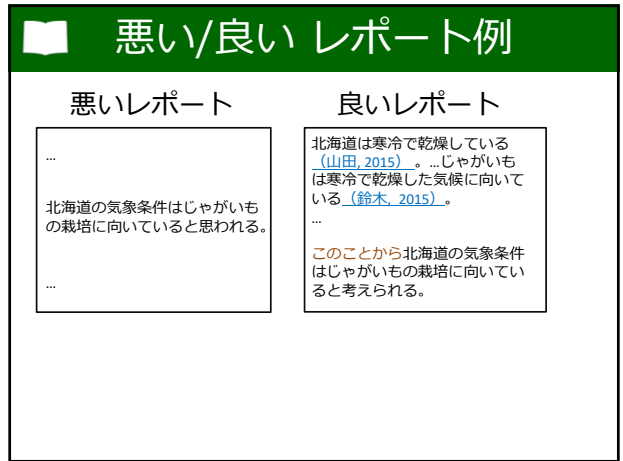 悪い/良い レポート例
悪いレポート
…
北海道の気象条件はじゃがいも
の栽培に向いていると思われる。
…
良いレポート
北海道は寒冷で乾燥している
（山田, 2015）。…じゃがいも
は寒冷で乾燥した気候に向いて
いる（鈴木, 2015）。
…
このことから北海道の気象条件
はじゃがいもの栽培に向いてい
ると考えられる。